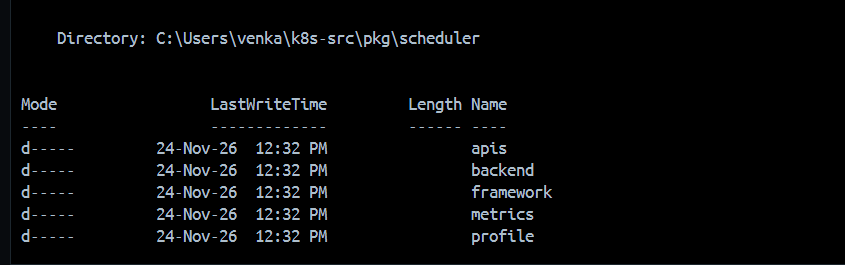 Directory: C:\Users\venka\k8s-src\pkg\scheduler
Mode LastWriteTime Length Name
---- ------------- ------ ----
d----- 24-Nov-26 12:32 PM apis
d----- 24-Nov-26 12:32 PM backend
d----- 24-Nov-26 12:32 PM framework
d----- 24-Nov-26 12:32 PM metrics
d----- 24-Nov-26 12:32 PM profile